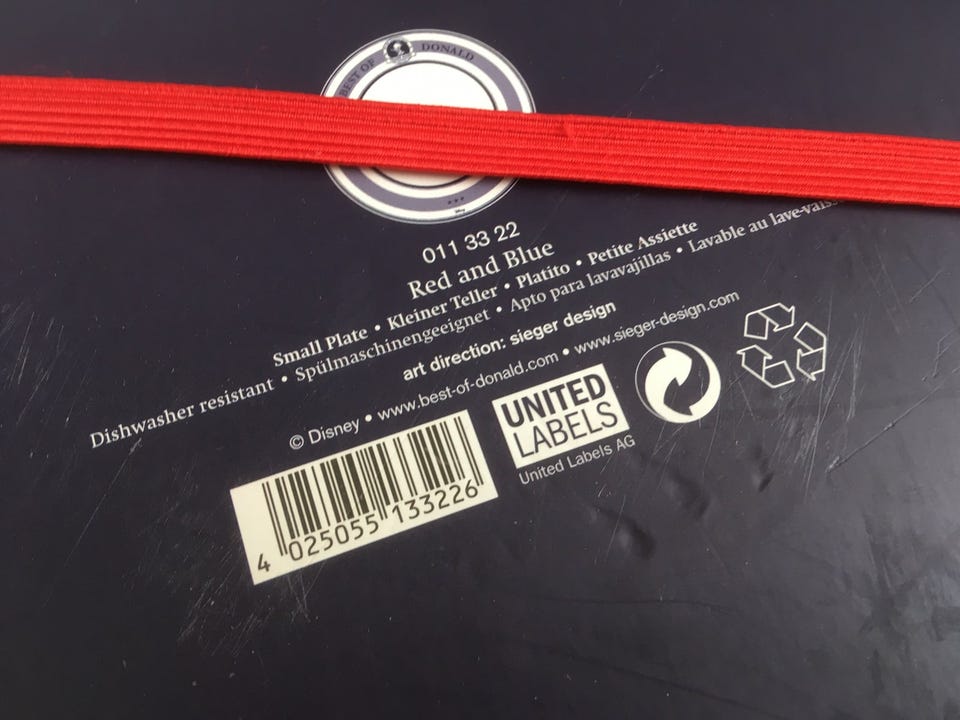 BEST OF DONALD
011 33 22
Red and Blue
Small Plate • Kleiner Teller • Platito • Petite Assiette
Dishwasher resistant • Spülmaschinengeeignet • Apto para lavavajillas • Lavable au
art direction: sieger design
© Disney • www.best-of-donald.com • www.sieger-design.com
UNITED
LABELS
United Labels AG
4 025055 133226